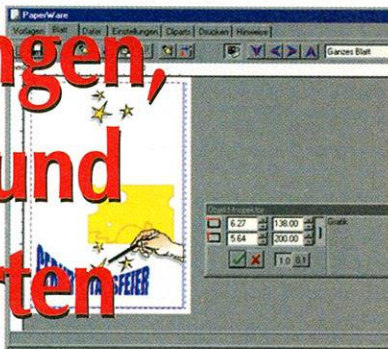 PaperWare
Vorlagen Blatt Datei Einstellungen Cliparts Drucken Hinweise
Ganzes Blatt
ngen,
und
rten
Objekt-Inspektor
6.27 138.00 Grafik
5.64 200.00
1.0 0.1
SFEIER